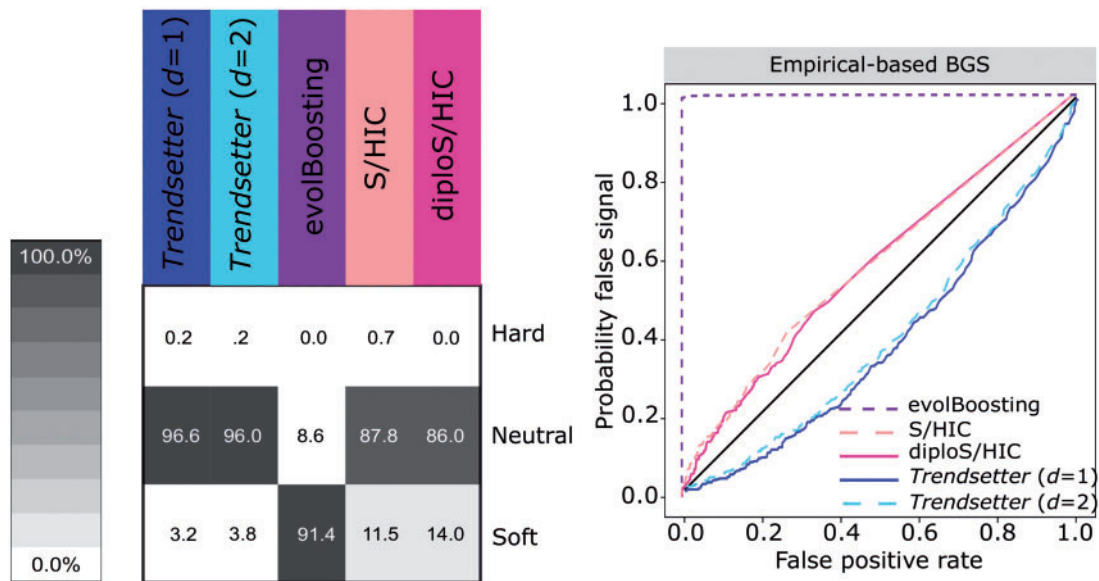 Trendsetter (d=1)
Trendsetter (d=2)
evolBoosting
S/HIC
diploS/HIC
100.0%
0.0%
0.2 .2 0.0 0.7 0.0 Hard
96.6 96.0 8.6 87.8 86.0 Neutral
3.2 3.8 91.4 11.5 14.0 Soft
Empirical-based BGS
Probability false signal
1.0
0.8
0.6
0.4
0.2
0.0
evolBoosting
S/HIC
diploS/HIC
Trendsetter (d=1)
Trendsetter (d=2)
0.0 0.2 0.4 0.6 0.8 1.0
False positive rate